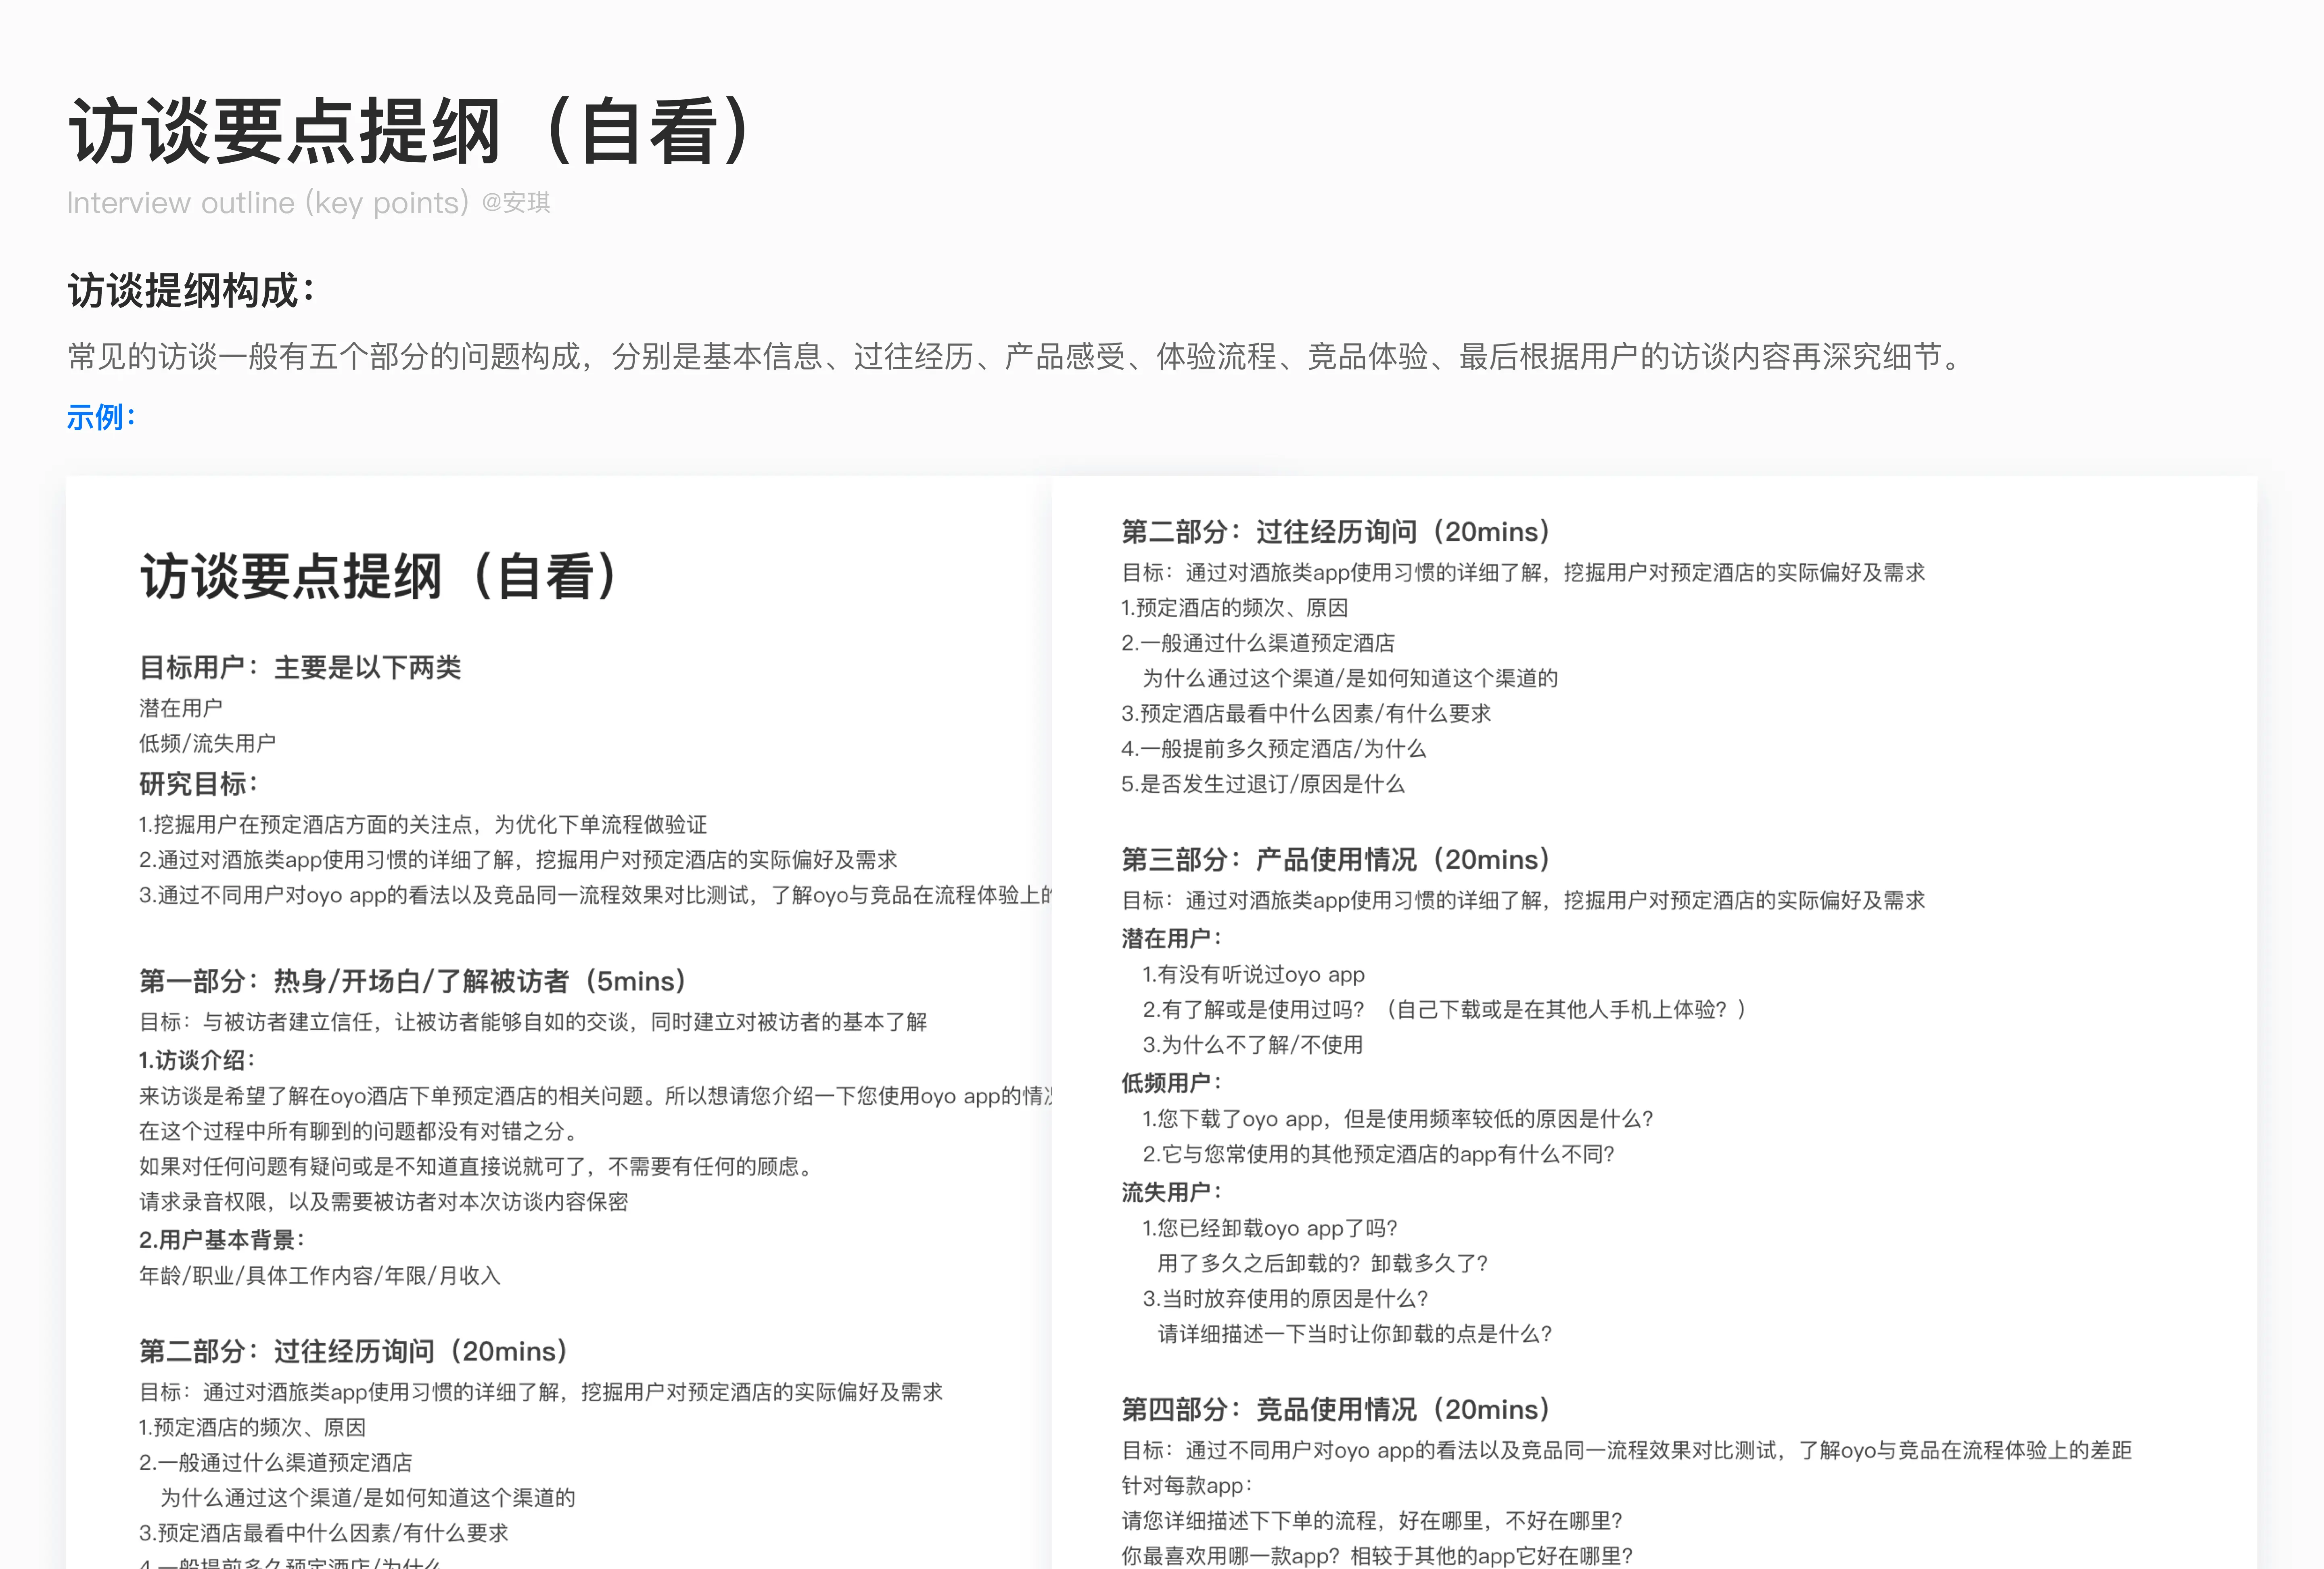 访谈要点提纲（自看）
Interview outline (key points) @安琪
访谈提纲构成：
常见的访谈一般有五个部分的问题构成，分别是基本信息、过往经历、产品感受、体验流程、竞品体验、最后根据用户的访谈内容再深究细节。
示例：
访谈要点提纲（自看）
目标用户：主要是以下两类
潜在用户
低频/流失用户
研究目标：
1.挖掘用户在预定酒店方面的关注点，为优化下单流程做验证
2.通过对酒旅类app使用习惯的详细了解，挖掘用户对预定酒店的实际偏好及需求
3.通过不同用户对oyo app的看法以及竞品同一流程效果对比测试，了解oyo与竞品在流程体验上的
第一部分：热身/开场白/了解被访者（5mins）
目标：与被访者建立信任，让被访者能够自如的交谈，同时建立对被访者的基本了解
1.访谈介绍：
来访谈是希望了解在oyo酒店下单预定酒店的相关问题。所以想请您介绍一下您使用oyo app的情况
在这个过程中所有聊到的问题都没有对错之分。
如果对任何问题有疑问或是不知道直接说就可了，不需要有任何的顾虑。
请求录音权限，以及需要被访者对本次访谈内容保密
2.用户基本背景：
年龄/职业/具体工作内容/年限/月收入
第二部分：过往经历询问（20mins）
目标：通过对酒旅类app使用习惯的详细了解，挖掘用户对预定酒店的实际偏好及需求
1.预定酒店的频次、原因
2.一般通过什么渠道预定酒店
为什么通过这个渠道/是如何知道这个渠道的
3.预定酒店最看中什么因素/有什么要求
4.一般提前多久预定酒店/为什么
第二部分：过往经历询问（20mins）
目标：通过对酒旅类app使用习惯的详细了解，挖掘用户对预定酒店的实际偏好及需求
1.预定酒店的频次、原因
2.一般通过什么渠道预定酒店
为什么通过这个渠道/是如何知道这个渠道的
3.预定酒店最看中什么因素/有什么要求
4.一般提前多久预定酒店/为什么
5.是否发生过退订/原因是什么
第三部分：产品使用情况（20mins）
目标：通过对酒旅类app使用习惯的详细了解，挖掘用户对预定酒店的实际偏好及需求
潜在用户：
1.有没有听说过oyo app
2.有了解或是使用过吗？（自己下载或是在其他人手机上体验？）
3.为什么不了解/不使用
低频用户：
1.您下载了oyo app，但是使用频率较低的原因是什么？
2.它与您常使用的其他预定酒店的app有什么不同？
流失用户：
1.您已经卸载oyo app了吗？
用了多久之后卸载的？卸载多久了？
3.当时放弃使用的原因是什么？
请详细描述一下当时让你卸载的点是什么？
第四部分：竞品使用情况（20mins）
目标：通过不同用户对oyo app的看法以及竞品同一流程效果对比测试，了解oyo与竞品在流程体验上的差距
针对每款app：
请您详细描述下下单的流程，好在哪里，不好在哪里？
你最喜欢用哪一款app？相较于其他的app它好在哪里？